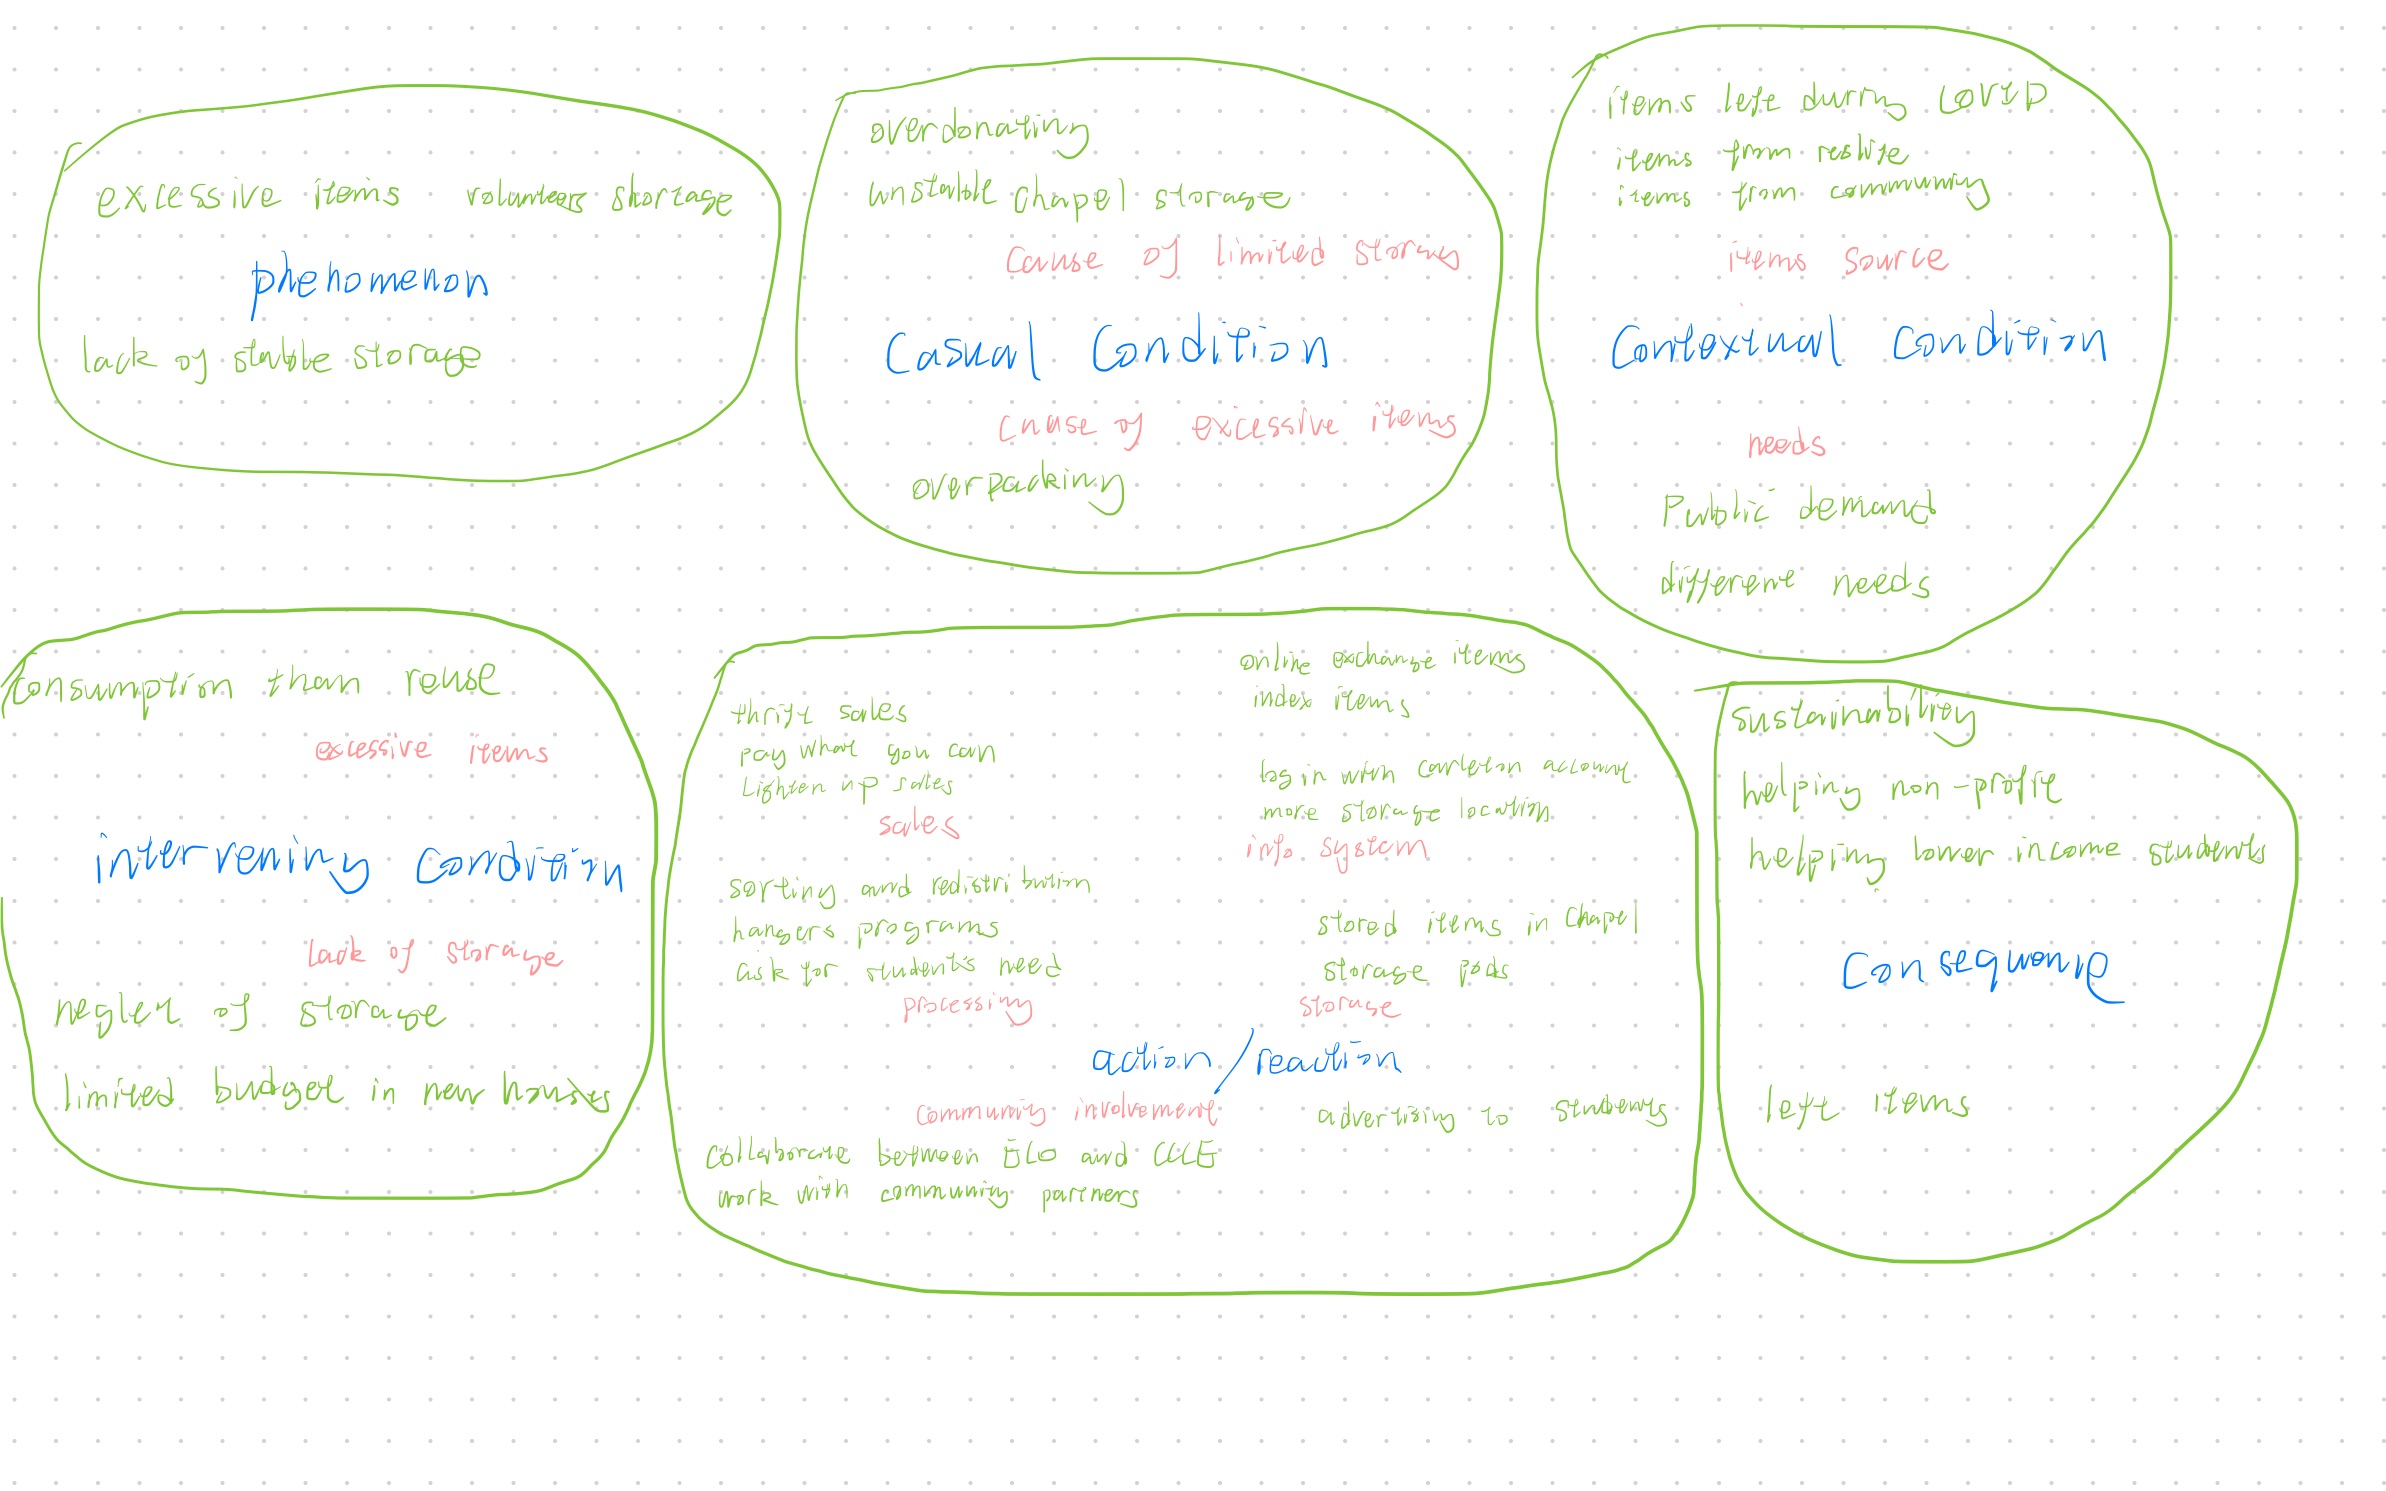 excessive items volunteers shortage
phenomenon
lack of stable storage
overdonating
unstable chapel storage
cause of limited storage
Casual Condition
cause of excessive items
overpacking
items left during COVID
items from reslife
items from community
items source
Contextual Condition
needs
Public demand
different needs
Consumption than reuse
excessive items
intervening Condition
lack of storage
neglect of storage
limited budget in new houses
online exchange items
index items
thrift sales
pay what you can
Lighten up sales
sales
log in with carleton account
more storage location
info system
sorting and redistribution
hangers programs
ask for student's need
processing
stored items in Chapel
storage pods
storage
action/reaction
community involvement
advertising to students
Collaborate between ELO and CCCE
work with community partners
sustainability
helping non-profit
helping lower income students
Consequence
left items